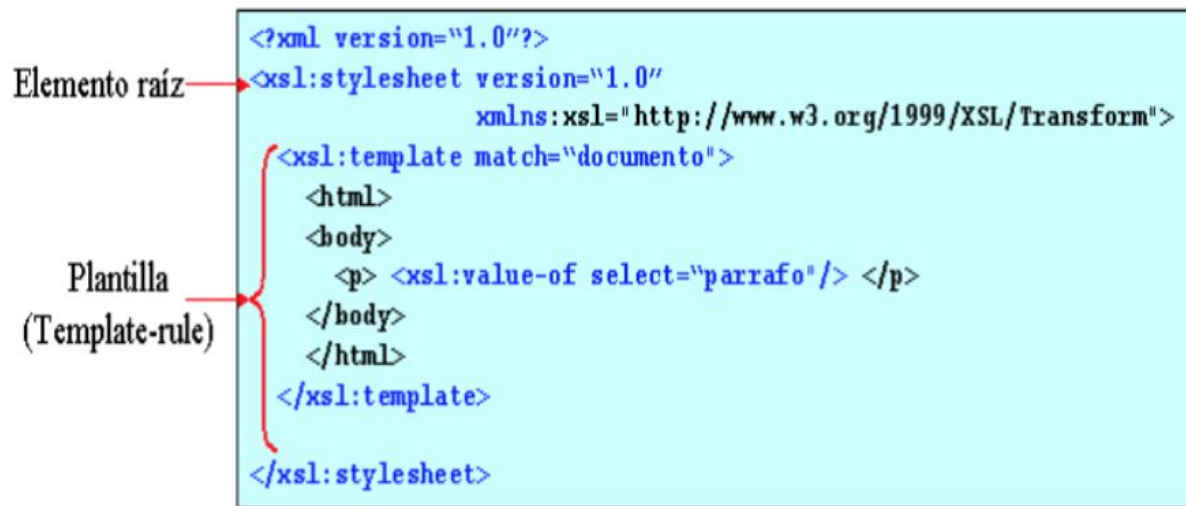 <?xml version=“1.0”?>
Elemento raíz
<xsl:stylesheet version=“1.0”
xmlns:xsl="http://www.w3.org/1999/XSL/Transform">
<xsl:template match=“documento">
<html>
<body>
Plantilla
(Template-rule)
<p> <xsl:value-of select=“parrafo"/> </p>
</body>
</html>
</xsl:template>
</xsl:stylesheet>